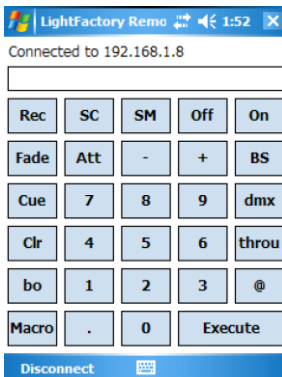 LightFactory Remo 1:52
Connected to 192.168.1.8
Rec SC SM Off On
Fade Att - + BS
Cue 7 8 9 dmx
Clr 4 5 6 throu
bo 1 2 3 @
Macro . 0 Execute
Disconnect